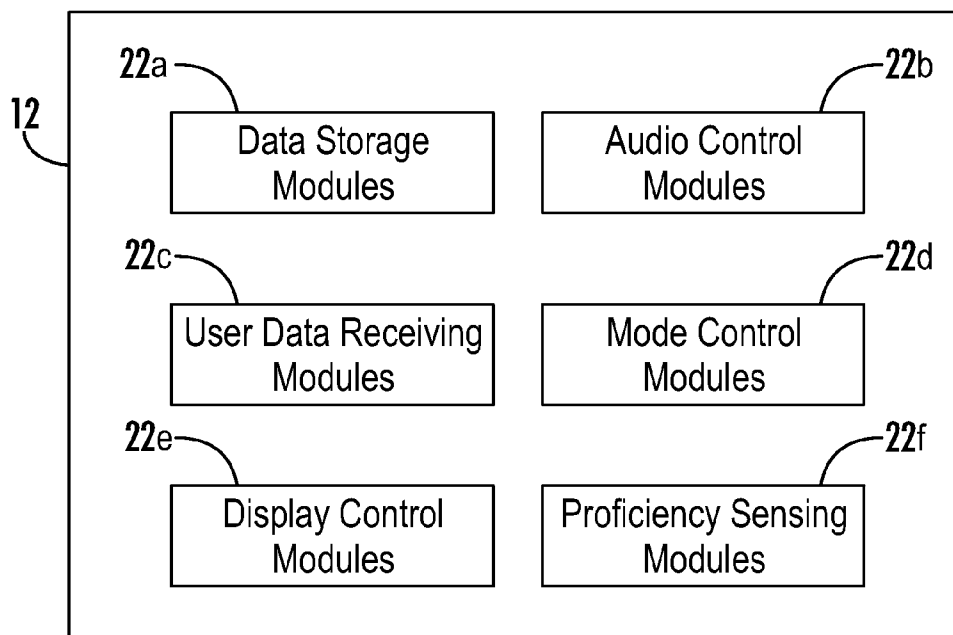 22a
22b
12
Data Storage
Modules
Audio Control
Modules
22c
22d
User Data Receiving
Modules
Mode Control
Modules
22e
22f
Display Control
Modules
Proficiency Sensing
Modules